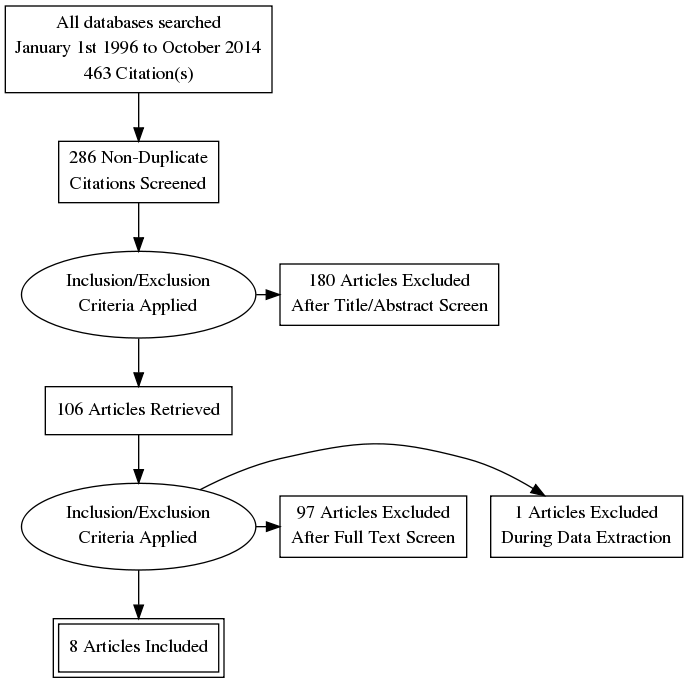 All databases searched
January 1st 1996 to October 2014
463 Citation(s)
286 Non-Duplicate
Citations Screened
Inclusion/Exclusion
Criteria Applied
180 Articles Excluded
After Title/Abstract Screen
106 Articles Retrieved
Inclusion/Exclusion
Criteria Applied
97 Articles Excluded
After Full Text Screen
1 Articles Excluded
During Data Extraction
8 Articles Included